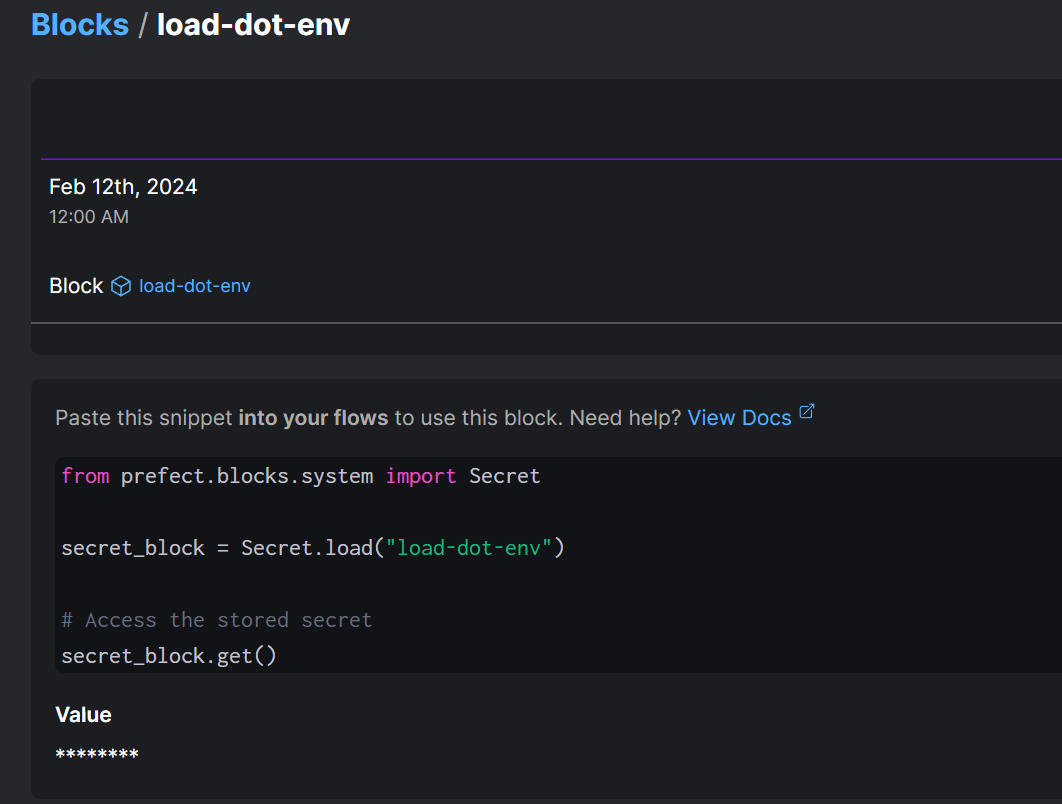 Blocks / load-dot-env
Feb 12th, 2024
12:00 AM
Block load-dot-env
Paste this snippet into your flows to use this block. Need help? View Docs
from prefect.blocks.system import Secret
secret_block = Secret.load("load-dot-env")
# Access the stored secret
secret_block.get()
Value
********